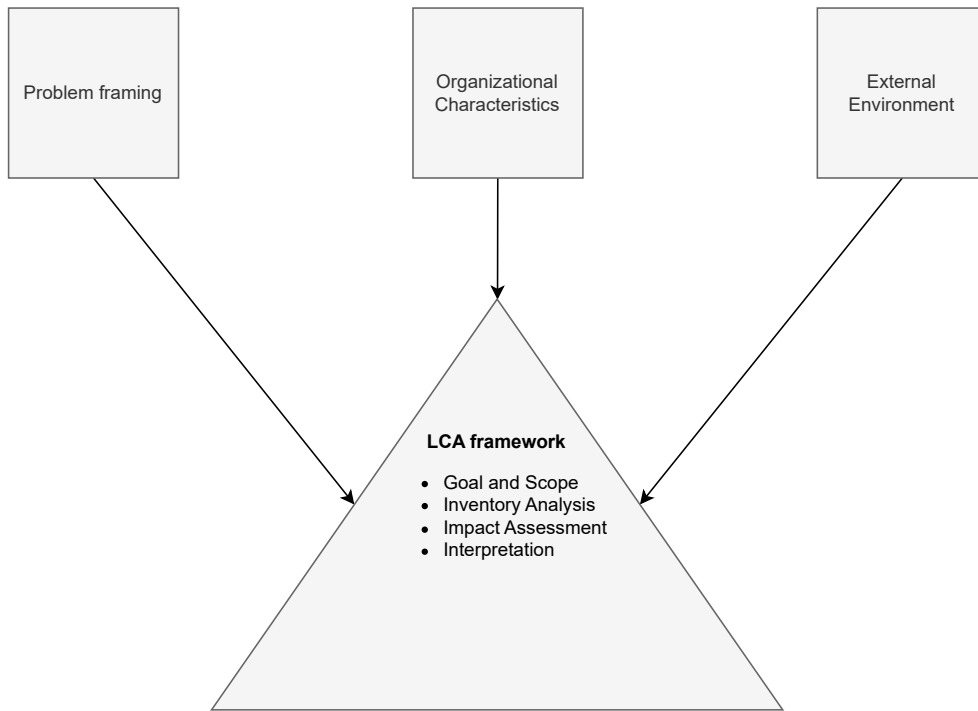 Problem framing
Organizational
Characteristics
External
Environment
LCA framework
• Goal and Scope
• Inventory Analysis
• Impact Assessment
• Interpretation